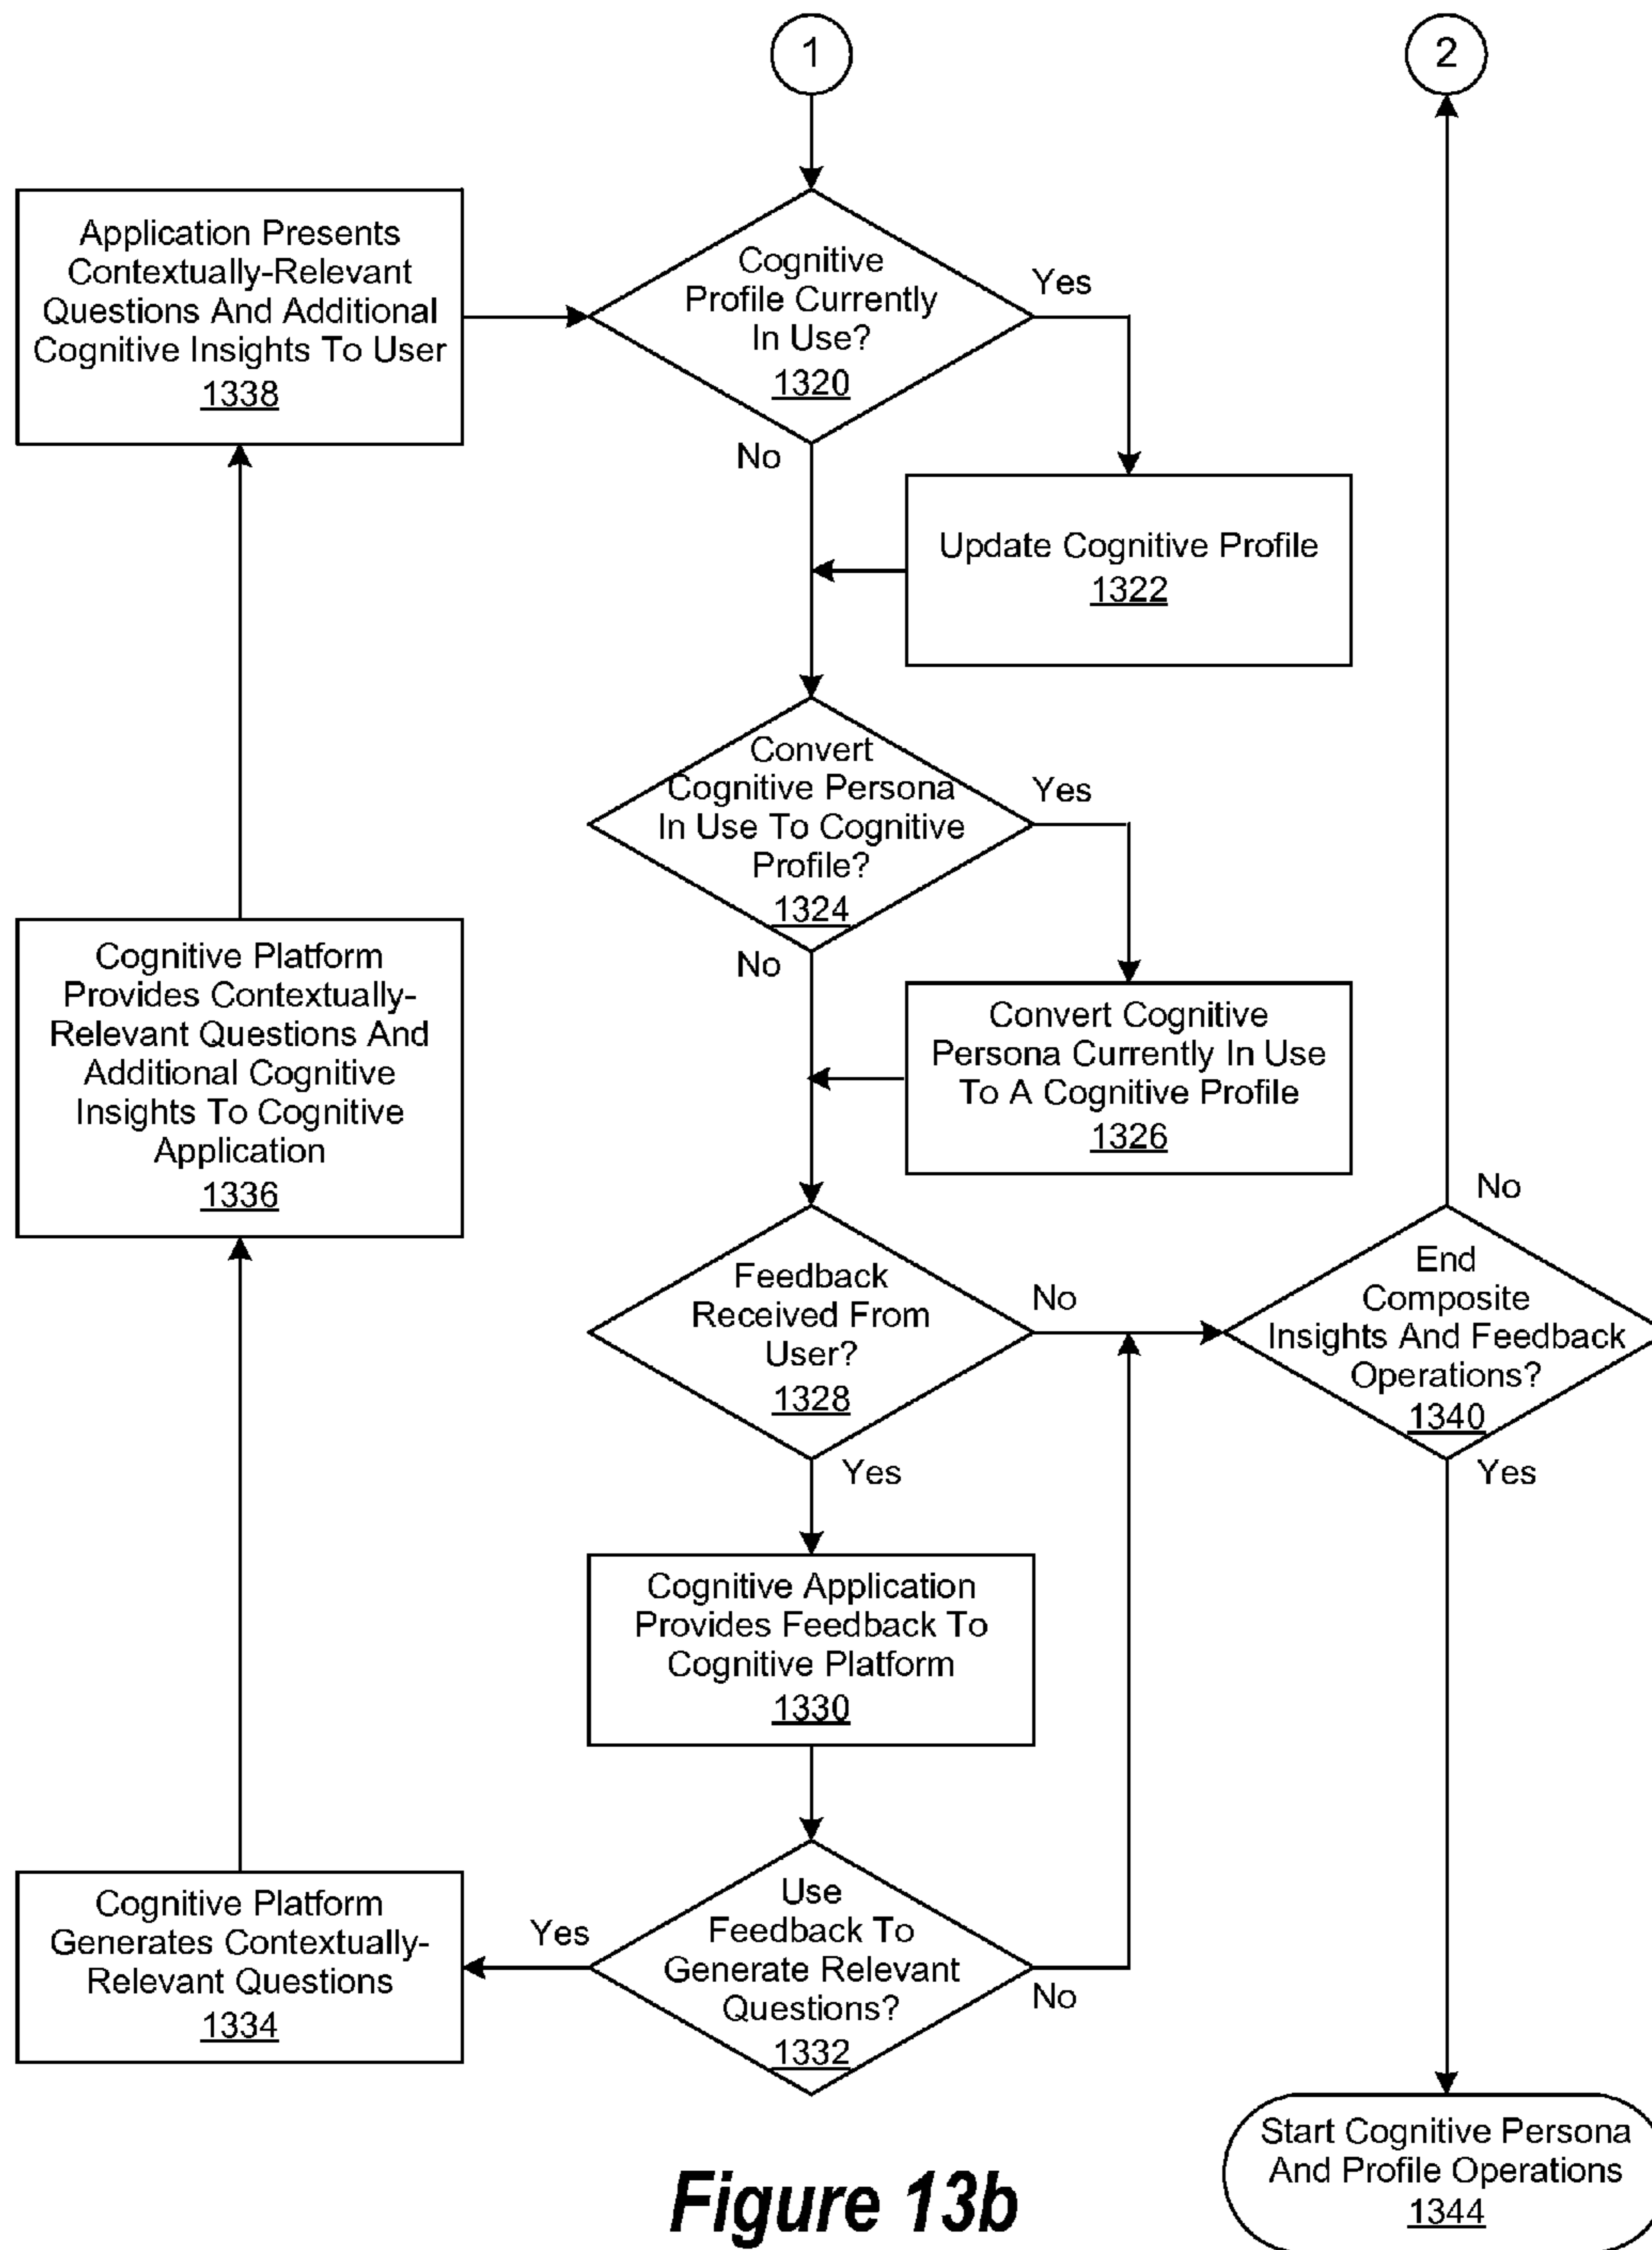 1
2
Application Presents
Contextually-Relevant
Questions And Additional
Cognitive Insights To User
1338
Cognitive
Profile Currently
In Use?
1320
Yes
No
Update Cognitive Profile
1322
Convert
Cognitive Persona
In Use To Cognitive
Profile?
1324
Yes
No
Convert Cognitive
Persona Currently In Use
To A Cognitive Profile
1326
Cognitive Platform
Provides Contextually-
Relevant Questions And
Additional Cognitive
Insights To Cognitive
Application
1336
Feedback
Received From
User?
1328
No
Yes
End
Composite
Insights And Feedback
Operations?
1340
No
Yes
Cognitive Application
Provides Feedback To
Cognitive Platform
1330
Use
Feedback To
Generate Relevant
Questions?
1332
Yes
No
Cognitive Platform
Generates Contextually-
Relevant Questions
1334
Start Cognitive Persona
And Profile Operations
1344
Figure 13b